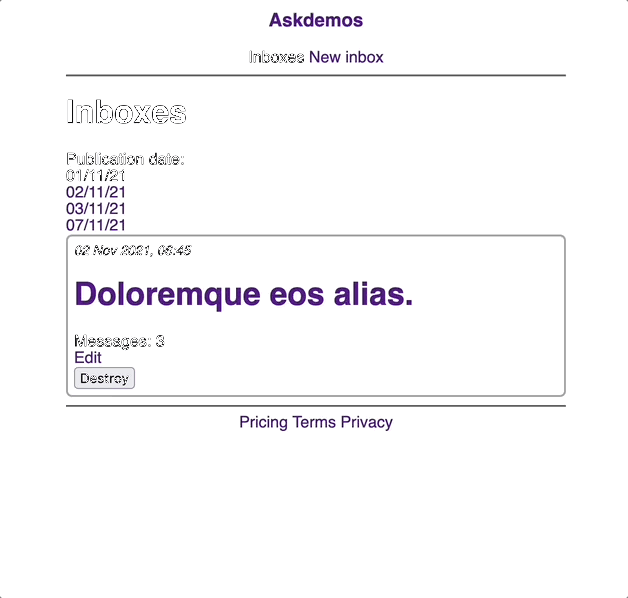 Askdemos
Inboxes New inbox
Inboxes
Publication date:
01/11/21
02/11/21
03/11/21
07/11/21
02 Nov 2021, 06:45
Doloremque eos alias.
Messages: 3
Edit
Destroy
Pricing Terms Privacy